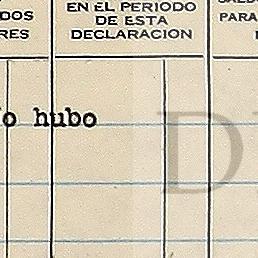 EN EL PERIODO
DOS DE ESTA PARA
RES DECLARACION
o hubo
D